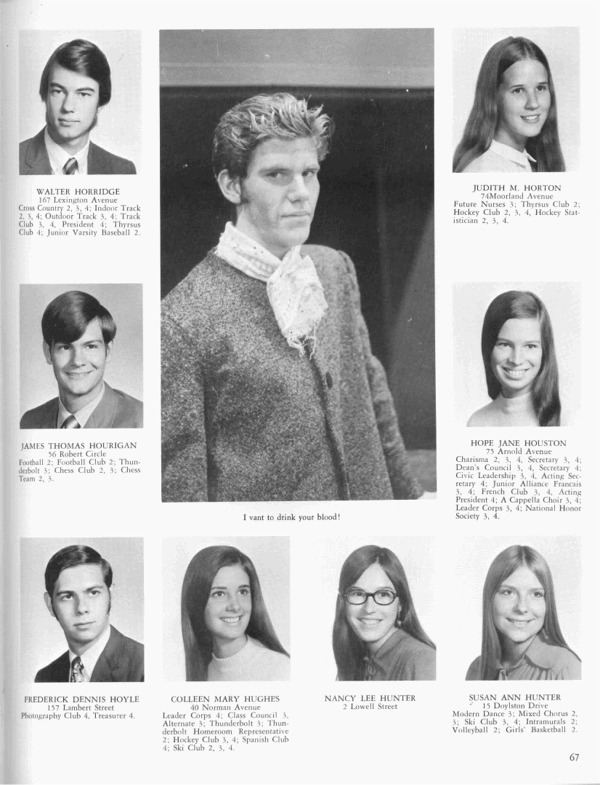 WALTER HORRIDGE
167 Lexington Avenue
Cross Country 2, 3, 4; Indoor Track
2, 3, 4; Outdoor Track 3, 4; Track
Club 3, 4, President 4; Thyrsus
Club 4; Junior Varsity Baseball 2.
JUDITH M. HORTON
74Moorland Avenue
Future Nurses 3; Thyrsus Club 2;
Hockey Club 2, 3, 4, Hockey Stat-
istician 2, 3, 4.
JAMES THOMAS HOURIGAN
56 Robert Circle
Football 2; Football Club 2; Thun-
derbolt 3; Chess Club 2, 3; Chess
Team 2, 3.
I vant to drink your blood!
HOPE JANE HOUSTON
75 Arnold Avenue
Charisma 2, 3, 4, Secretary 3, 4;
Dean's Council 3, 4, Secretary 4;
Civic Leadership 3, 4, Acting Sec-
retary 4; Junior Alliance Francais
3, 4; French Club 3, 4, Acting
President 4; A Cappella Choir 3, 4;
Leader Corps 3, 4; National Honor
Society 3, 4.
FREDERICK DENNIS HOYLE
157 Lambert Street
Photography Club 4, Treasurer 4.
COLLEEN MARY HUGHES
40 Norman Avenue
Leader Corps 4; Class Council 3,
Alternate 3; Thunderbolt 3; Thun-
derbolt Homeroom Representative
2; Hockey Club 3, 4; Spanish Club
4; Ski Club 2, 3, 4.
NANCY LEE HUNTER
2 Lowell Street
SUSAN ANN HUNTER
15 Doylston Drive
Modern Dance 3; Mixed Chorus 2,
3; Ski Club 3, 4; Intramurals 2;
Volleyball 2; Girls' Basketball 2.
67